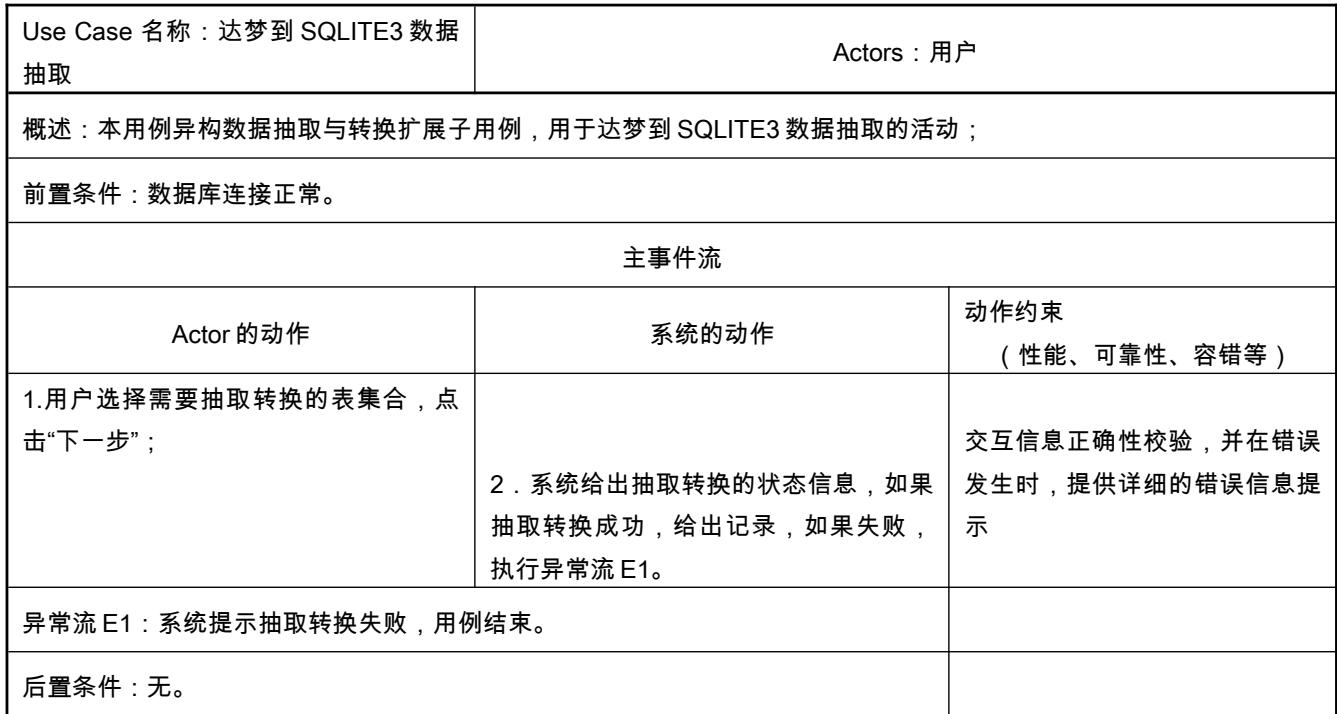 Use Case 名称：达梦到 SQLITE3 数据
抽取
Actors：用户
概述：本用例异构数据抽取与转换扩展子用例，用于达梦到 SQLITE3 数据抽取的活动；
前置条件：数据库连接正常。
主事件流
Actor 的动作
系统的动作
动作约束
（性能、可靠性、容错等）
1.用户选择需要抽取转换的表集合，点
击“下一步”；
2．系统给出抽取转换的状态信息，如果
抽取转换成功，给出记录，如果失败，
执行异常流 E1。
交互信息正确性校验，并在错误
发生时，提供详细的错误信息提
示
异常流 E1：系统提示抽取转换失败，用例结束。
后置条件：无。